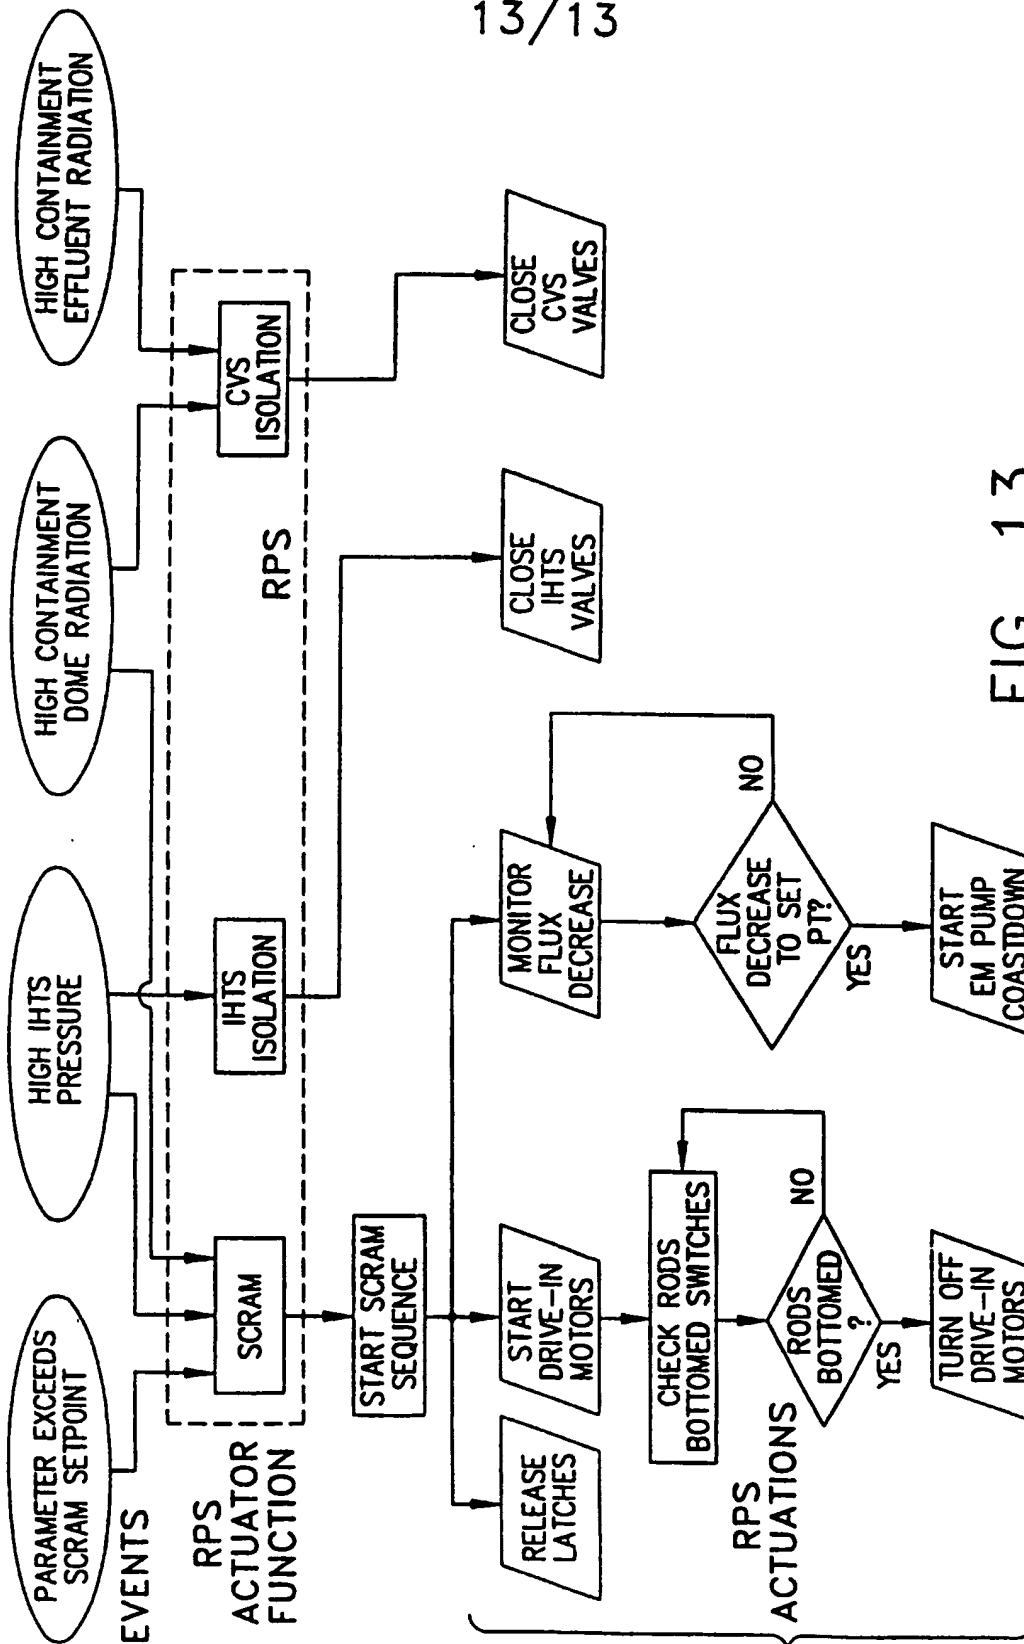 13/13
PARAMETER EXCEEDS
SCRAM SETPOINT
HIGH IHTS
PRESSURE
HIGH CONTAINMENT
DOME RADIATION
HIGH CONTAINMENT
EFFLUENT RADIATION
EVENTS
RPS
ACTUATOR
FUNCTION
SCRAM
IHTS
ISOLATION
CVS
ISOLATION
RPS
START SCRAM
SEQUENCE
RELEASE
LATCHES
START
DRIVE-IN
MOTORS
MONITOR
FLUX
DECREASE
CLOSE
IHTS
VALVES
CLOSE
CVS
VALVES
CHECK RODS
BOTTOMED SWITCHES
RPS
ACTUATIONS
RODS
BOTTOMED
?
NO
YES
FLUX
DECREASE
TO SET
PT?
NO
YES
TURN OFF
DRIVE-IN
MOTORS
START
EM PUMP
COASTDOWN
FIG. 13